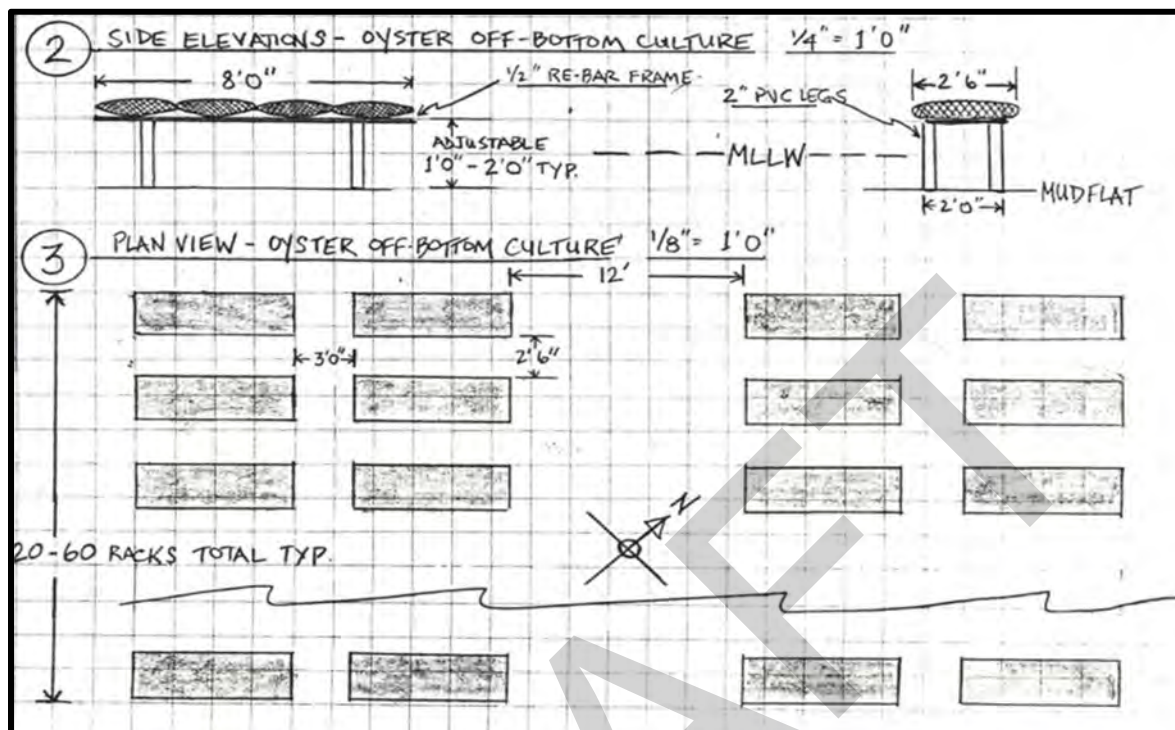 2 SIDE ELEVATIONS - OYSTER OFF-BOTTOM CULTURE 1/4" = 1'0"
8'0"
1/2" RE-BAR FRAME
2'6"
2" PVC LEGS
ADJUSTABLE
1'0" - 2'0" TYP.
MLLW
2'0"
MUDFLAT
3 PLAN VIEW - OYSTER OFF-BOTTOM CULTURE 1/8" = 1'0"
12'
3'0"
2'6"
N
20-60 RACKS TOTAL TYP.